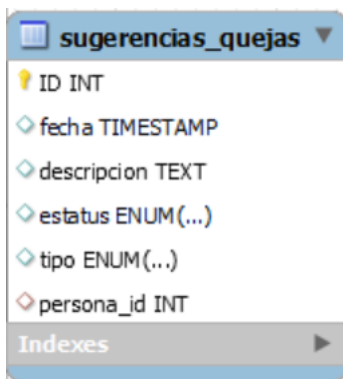 sugerencias_quejas
ID INT
fecha TIMESTAMP
descripcion TEXT
estatus ENUM(...)
tipo ENUM(...)
persona_id INT
Indexes